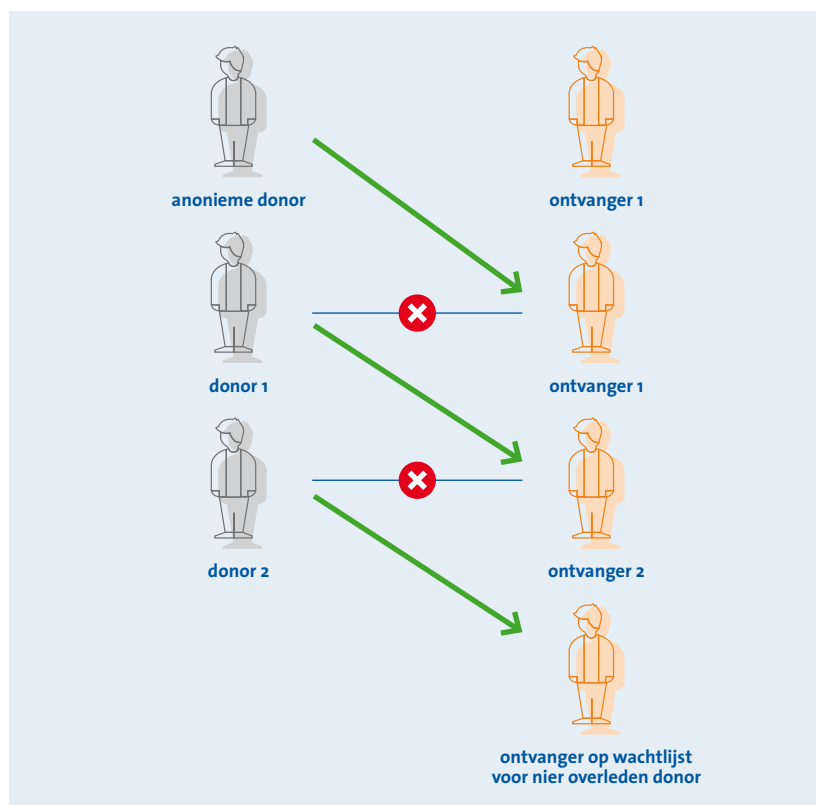 anonieme donor
ontvanger 1
donor 1
ontvanger 1
donor 2
ontvanger 2
ontvanger op wachtlijst
voor nier overleden donor